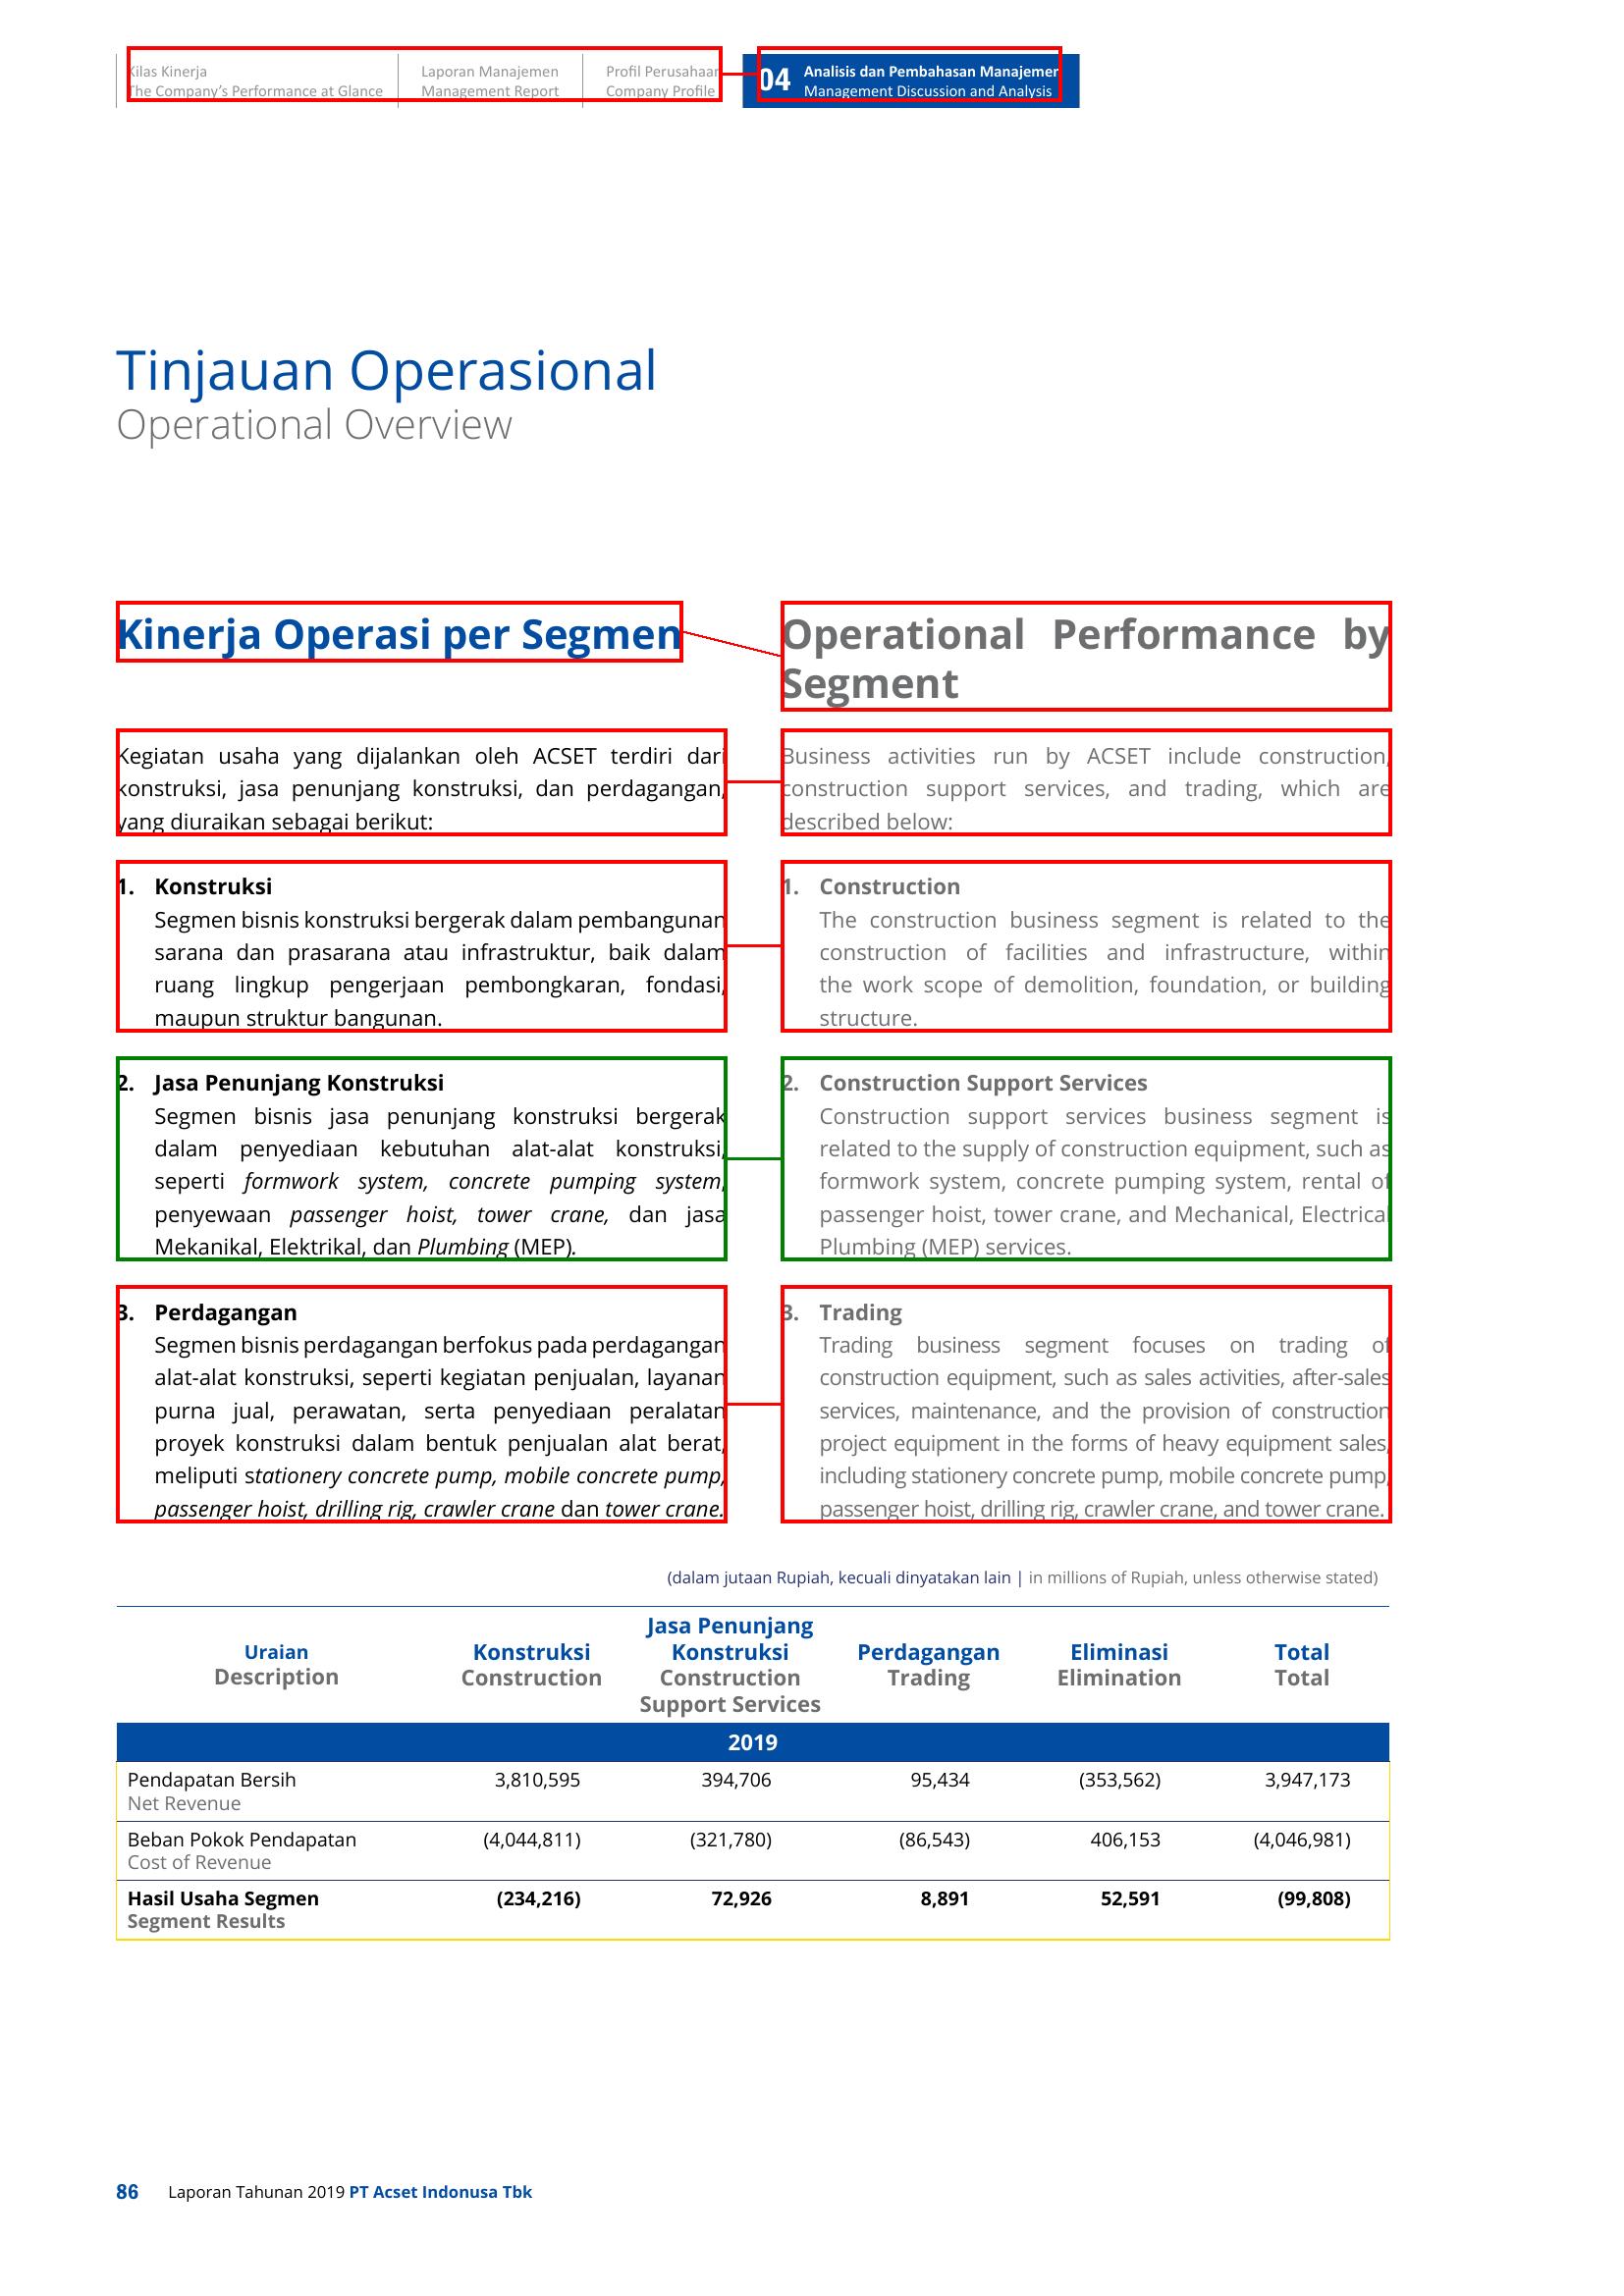 Kilas Kinerja
The Company's Performance at Glance
Laporan Manajemen
Management Report
Profil Perusahaan
Company Profile
04 Analisis dan Pembahasan Manajemen
Management Discussion and Analysis
Tinjauan Operasional
Operational Overview
Kinerja Operasi per Segmen
Kegiatan usaha yang dijalankan oleh ACSET terdiri dari
konstruksi, jasa penunjang konstruksi, dan perdagangan,
yang diuraikan sebagai berikut:
1. Konstruksi
Segmen bisnis konstruksi bergerak dalam pembangunan
sarana dan prasarana atau infrastruktur, baik dalam
ruang lingkup pengerjaan pembongkaran, fondasi,
maupun struktur bangunan.
2. Jasa Penunjang Konstruksi
Segmen bisnis jasa penunjang konstruksi bergerak
dalam penyediaan kebutuhan alat-alat konstruksi,
seperti formwork system, concrete pumping system,
penyewaan passenger hoist, tower crane, dan jasa
Mekanikal, Elektrikal, dan Plumbing (MEP).
3. Perdagangan
Segmen bisnis perdagangan berfokus pada perdagangan
alat-alat konstruksi, seperti kegiatan penjualan, layanan
purna jual, perawatan, serta penyediaan peralatan
proyek konstruksi dalam bentuk penjualan alat berat,
meliputi stationery concrete pump, mobile concrete pump,
passenger hoist, drilling rig, crawler crane dan tower crane.
Operational Performance by
Segment
Business activities run by ACSET include construction,
construction support services, and trading, which are
described below:
1. Construction
The construction business segment is related to the
construction of facilities and infrastructure, within
the work scope of demolition, foundation, or building
structure.
2. Construction Support Services
Construction support services business segment is
related to the supply of construction equipment, such as
formwork system, concrete pumping system, rental of
passenger hoist, tower crane, and Mechanical, Electrical
Plumbing (MEP) services.
3. Trading
Trading business segment focuses on trading of
construction equipment, such as sales activities, after-sales
services, maintenance, and the provision of construction
project equipment in the forms of heavy equipment sales,
including stationery concrete pump, mobile concrete pump,
passenger hoist, drilling rig, crawler crane, and tower crane.
(dalam jutaan Rupiah, kecuali dinyatakan lain | in millions of Rupiah, unless otherwise stated)
Uraian
Description
Konstruksi
Construction
Jasa Penunjang
Konstruksi
Construction
Support Services
Perdagangan
Trading
Eliminasi
Elimination
Total
Total
2019
Pendapatan Bersih 3,810,595 394,706 95,434 (353,562) 3,947,173
Net Revenue
Beban Pokok Pendapatan (4,044,811) (321,780) (86,543) 406,153 (4,046,981)
Cost of Revenue
Hasil Usaha Segmen (234,216) 72,926 8,891 52,591 (99,808)
Segment Results
86 Laporan Tahunan 2019 PT Acset Indonusa Tbk